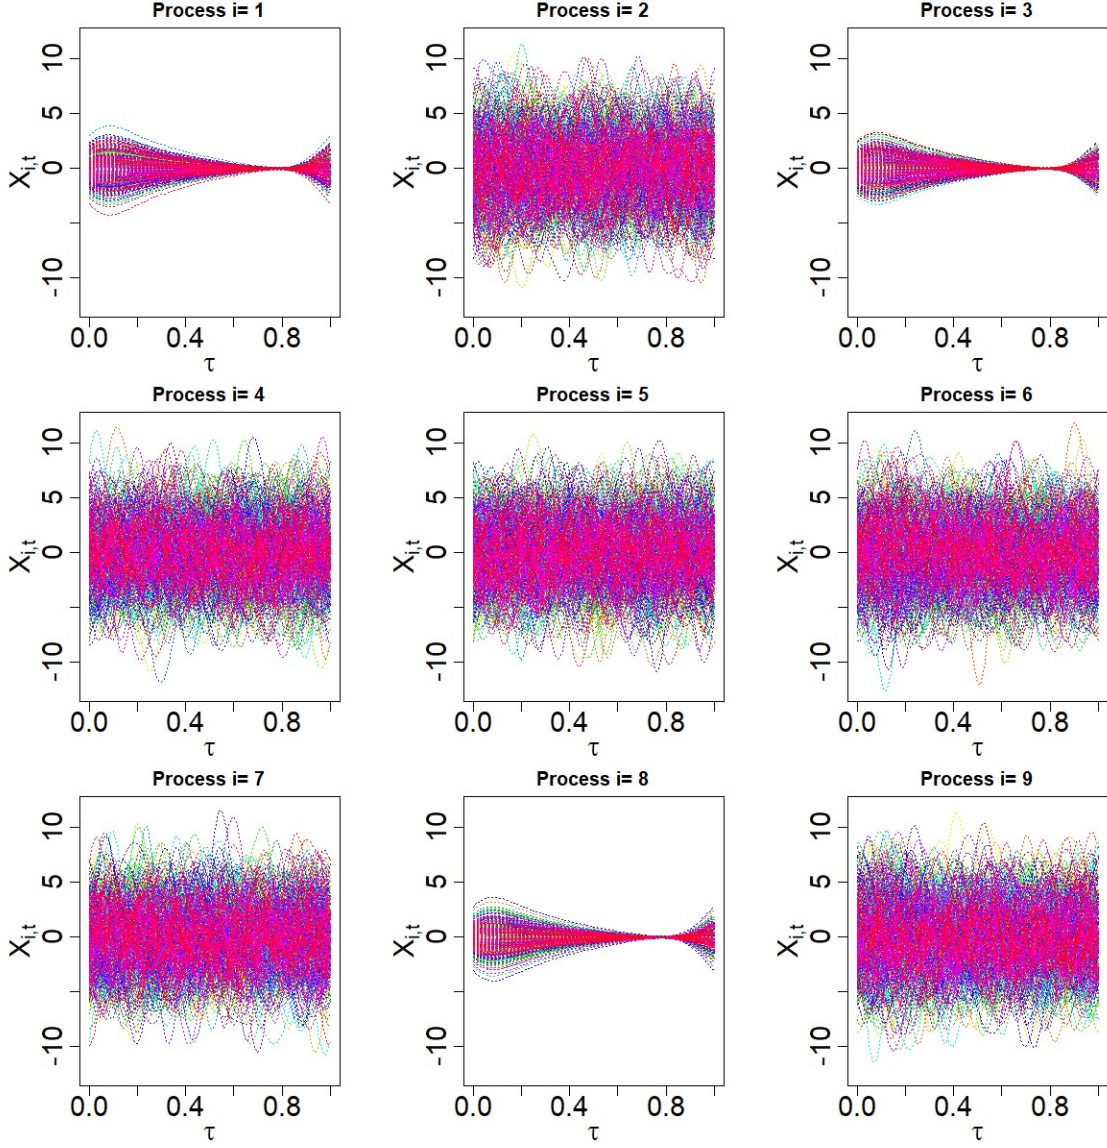 Process i= 1
Process i= 2
Process i= 3
10
5
0
-10
X_{i,t}
0.0 0.4 0.8
τ
10
5
0
-10
X_{i,t}
0.0 0.4 0.8
τ
10
5
0
-10
X_{i,t}
0.0 0.4 0.8
τ
Process i= 4
Process i= 5
Process i= 6
10
5
0
-10
X_{i,t}
0.0 0.4 0.8
τ
10
5
0
-10
X_{i,t}
0.0 0.4 0.8
τ
10
5
0
-10
X_{i,t}
0.0 0.4 0.8
τ
Process i= 7
Process i= 8
Process i= 9
10
5
0
-10
X_{i,t}
0.0 0.4 0.8
τ
10
5
0
-10
X_{i,t}
0.0 0.4 0.8
τ
10
5
0
-10
X_{i,t}
0.0 0.4 0.8
τ